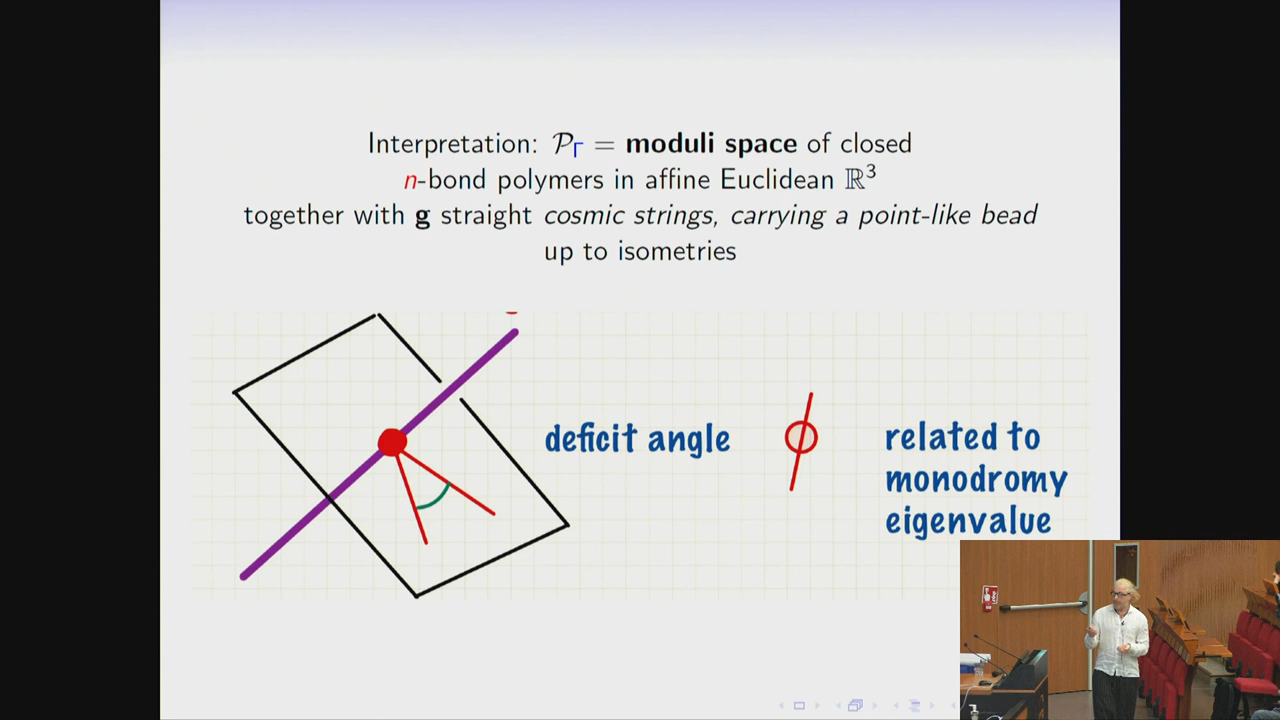 Interpretation: 𝒫_Γ = moduli space of closed
n-bond polymers in affine Euclidean ℝ³
together with g straight cosmic strings, carrying a point-like bead
up to isometries
deficit angle
ϕ
related to
monodromy
eigenvalue